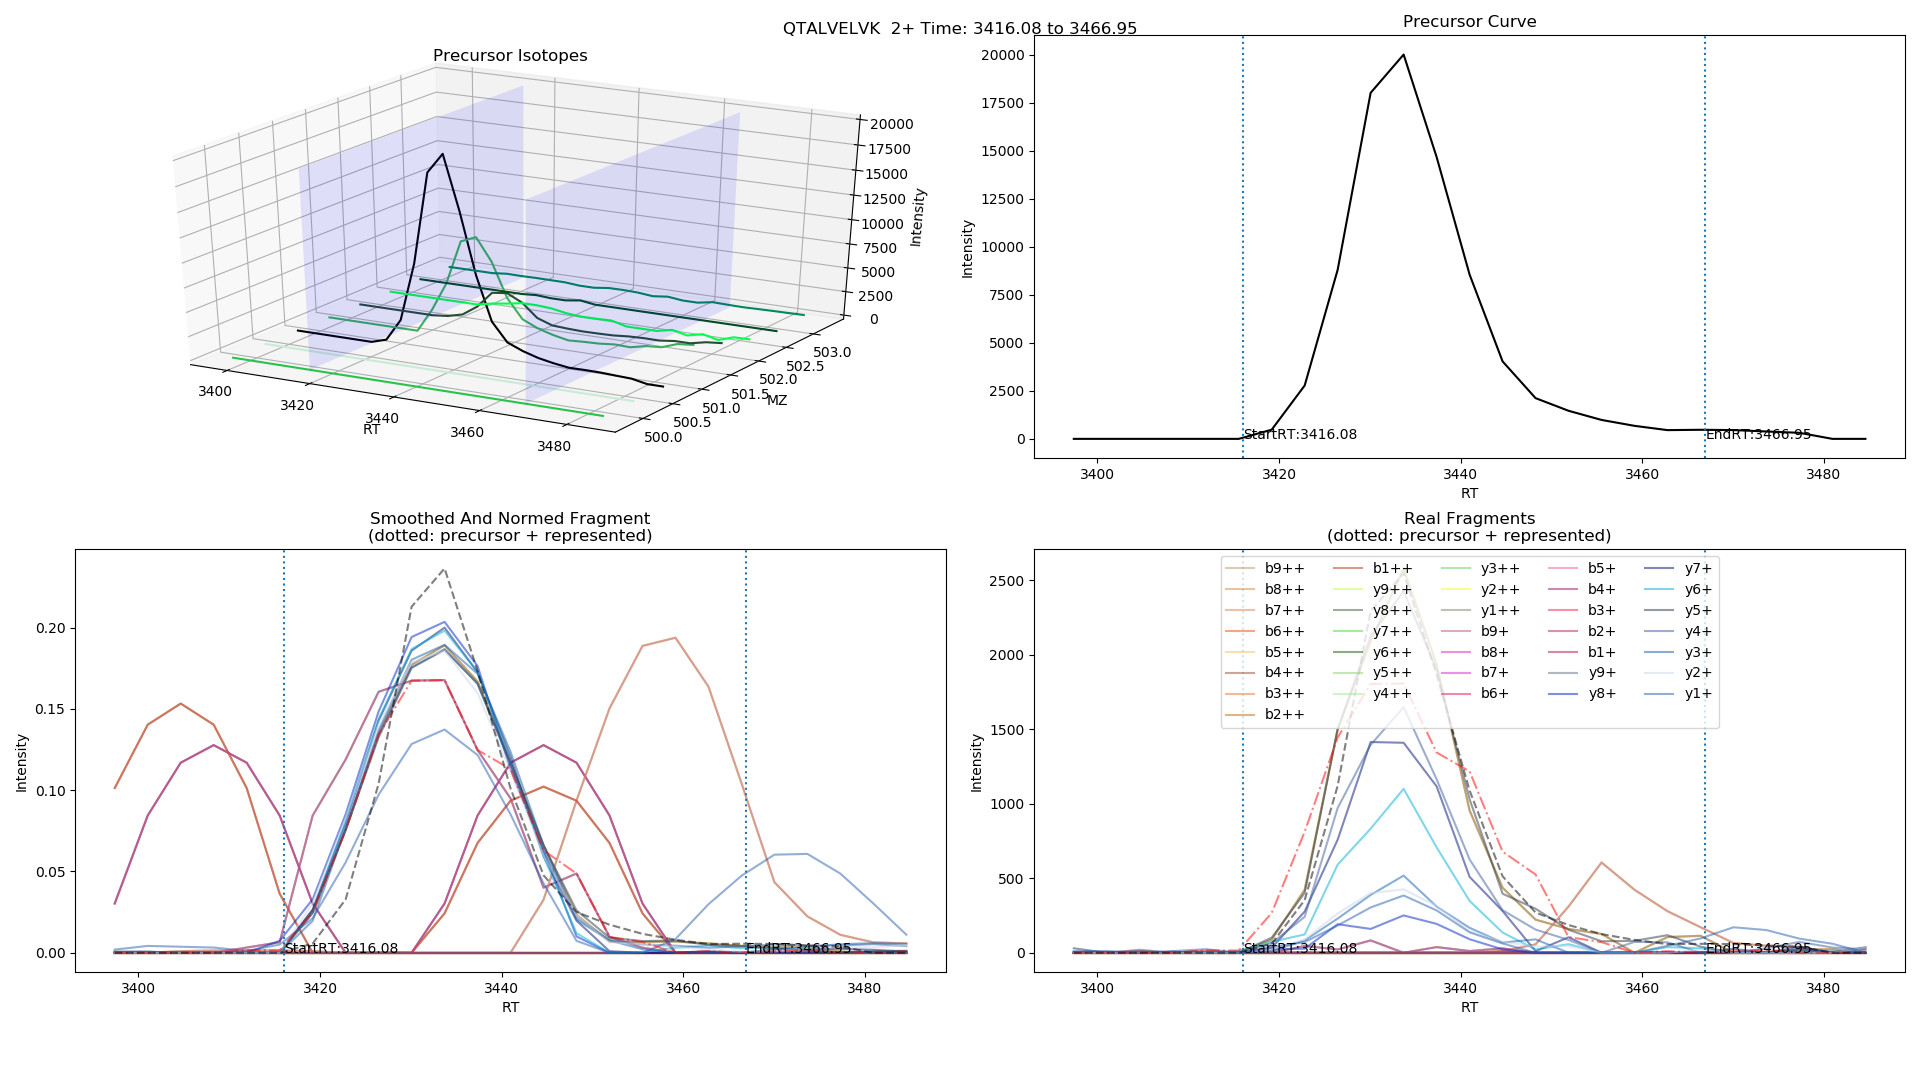 QTALVELVK  2+ Time: 3416.08 to 3466.95
Precursor Isotopes
20000
17500
15000
12500
10000
7500
5000
2500
0
Intensity
503.0
502.5
502.0
501.5
501.0
500.5
500.0
MZ
3400
3420
3440
3460
3480
RT
Precursor Curve
20000
17500
15000
12500
10000
7500
5000
2500
0
Intensity
StartRT:3416.08
EndRT:3466.95
3400
3420
3440
3460
3480
RT
Smoothed And Normed Fragment
(dotted: precursor + represented)
0.20
0.15
0.10
0.05
0.00
Intensity
StartRT:3416.08
EndRT:3466.95
3400
3420
3440
3460
3480
RT
Real Fragments
(dotted: precursor + represented)
2500
2000
1500
1000
500
0
Intensity
b9++
b8++
b7++
b6++
b5++
b4++
b3++
b2++
b1++
y9++
y8++
y7++
y6++
y5++
y4++
y3++
y2++
y1++
b9+
b8+
b7+
b6+
b5+
b4+
b3+
b2+
b1+
y9+
y8+
y7+
y6+
y5+
y4+
y3+
y2+
y1+
StartRT:3416.08
EndRT:3466.95
3400
3420
3440
3460
3480
RT